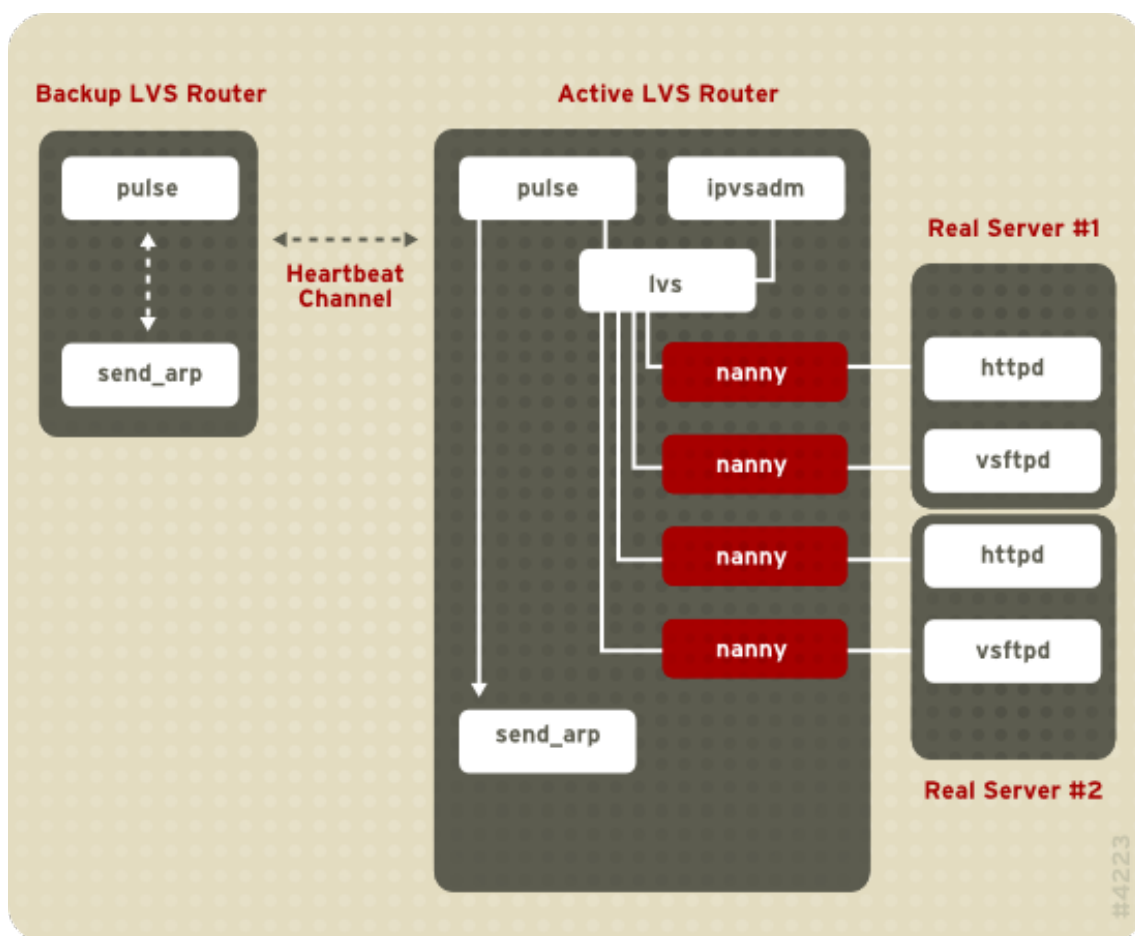 Backup LVS Router
pulse
send_arp
Heartbeat
Channel
Active LVS Router
pulse
ipvsadm
lvs
nanny
nanny
nanny
nanny
send_arp
Real Server #1
httpd
vsftpd
httpd
vsftpd
Real Server #2
#4223